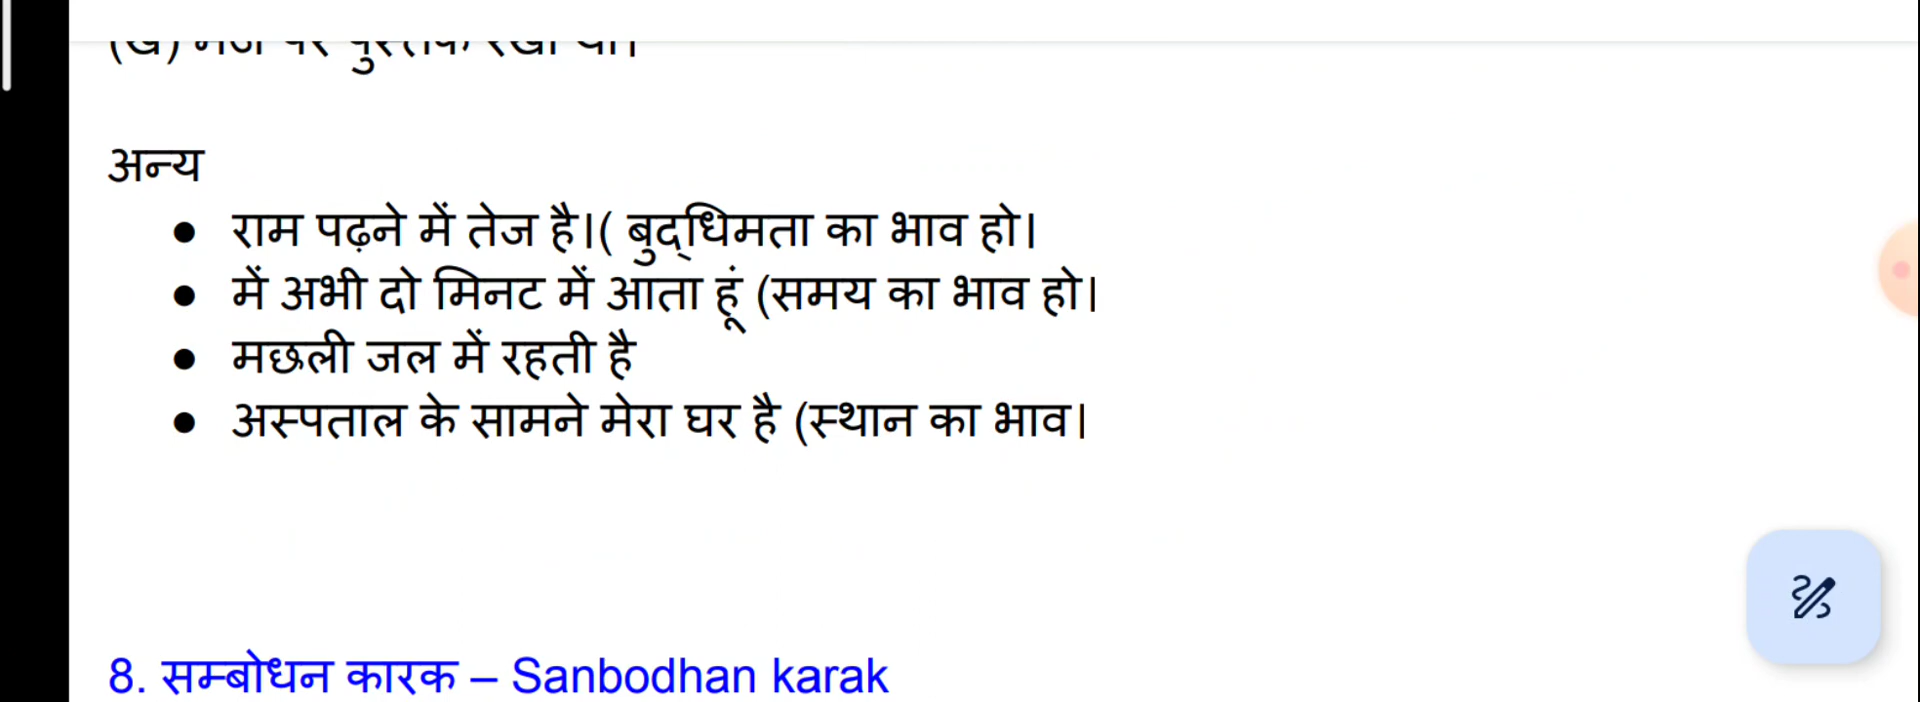 अन्य
● राम पढ़ने में तेज है।( बुद्धिमता का भाव हो।
● में अभी दो मिनट में आता हूं (समय का भाव हो।
● मछली जल में रहती है
● अस्पताल के सामने मेरा घर है (स्थान का भाव।
8. सम्बोधन कारक – Sanbodhan karak